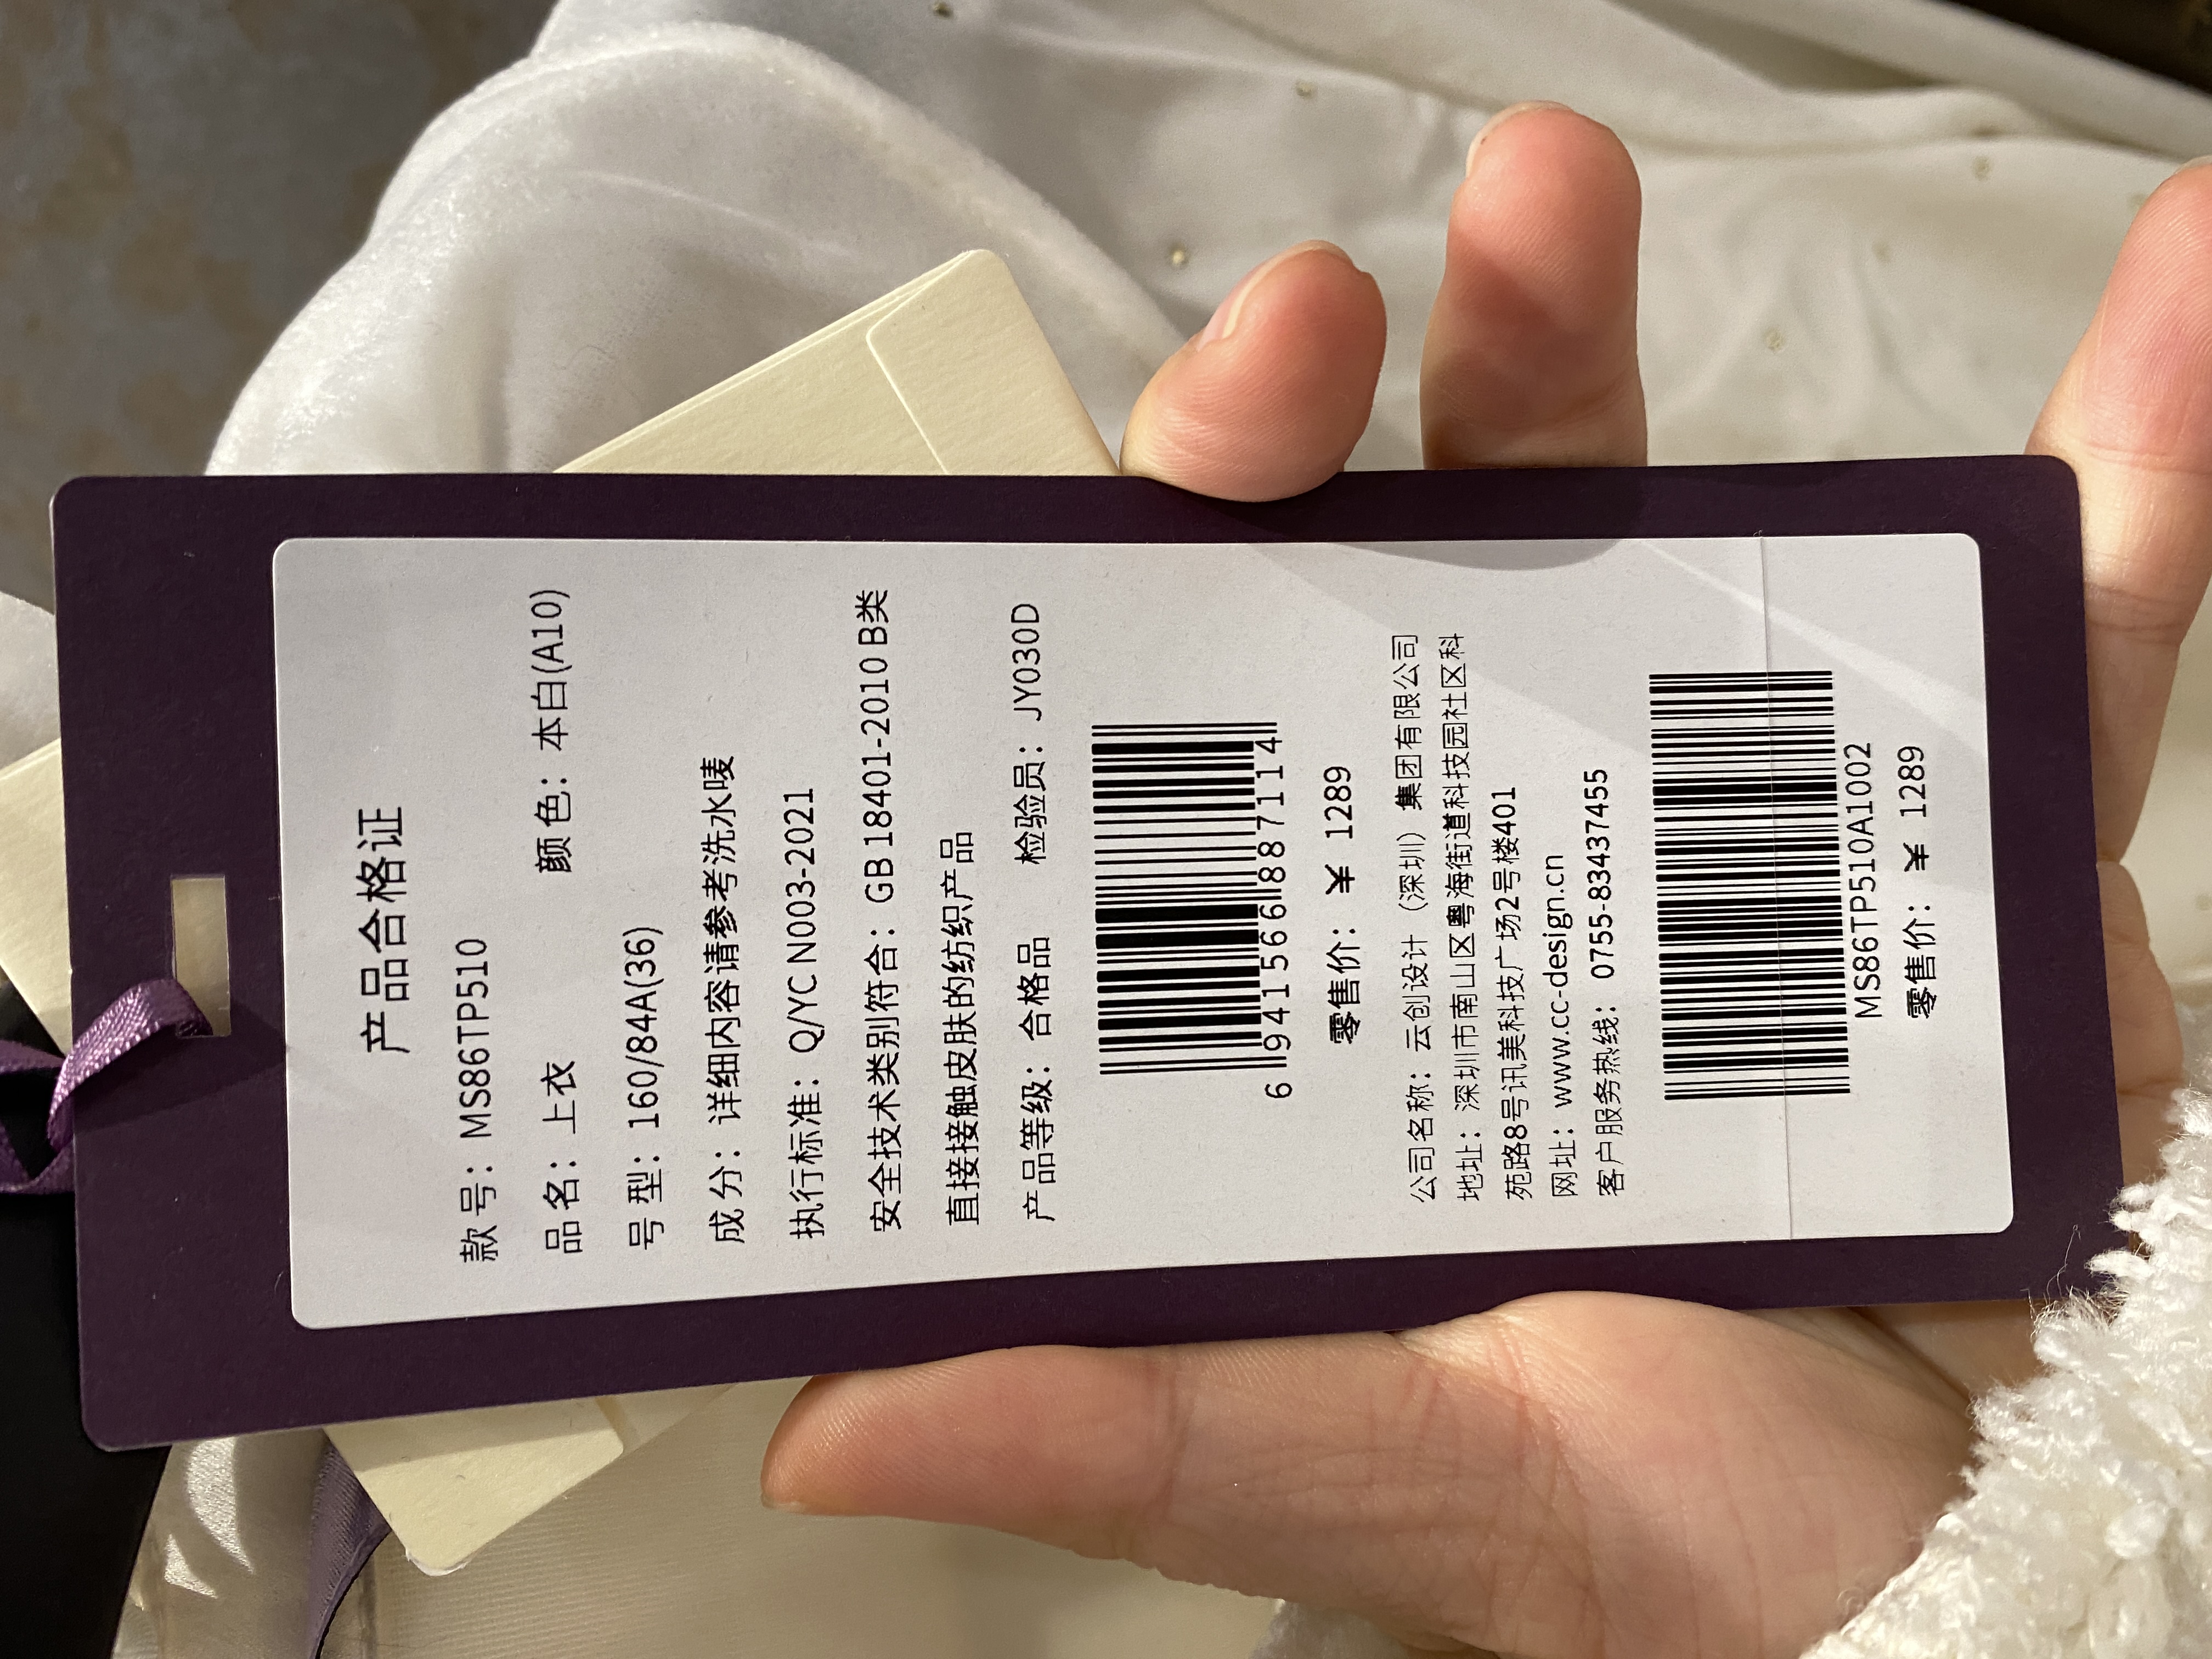 产品合格证
款号：MS86TP510
品名：上衣 颜色：本白(A10)
号型：160/84A(36)
成分：详细内容请参考洗水唛
执行标准：Q/YC N003-2021
安全技术类别符合：GB 18401-2010 B类
直接接触皮肤的纺织产品
产品等级：合格品 检验员：JY030D
6 941566 887114
零售价：￥ 1289
公司名称：云创设计（深圳）集团有限公司
地址：深圳市南山区粤海街道科技园社区科
苑路8号讯美科技广场2号楼401
网址：www.cc-design.cn
客户服务热线：0755-83437455
MS86TP510A1002
零售价：￥ 1289